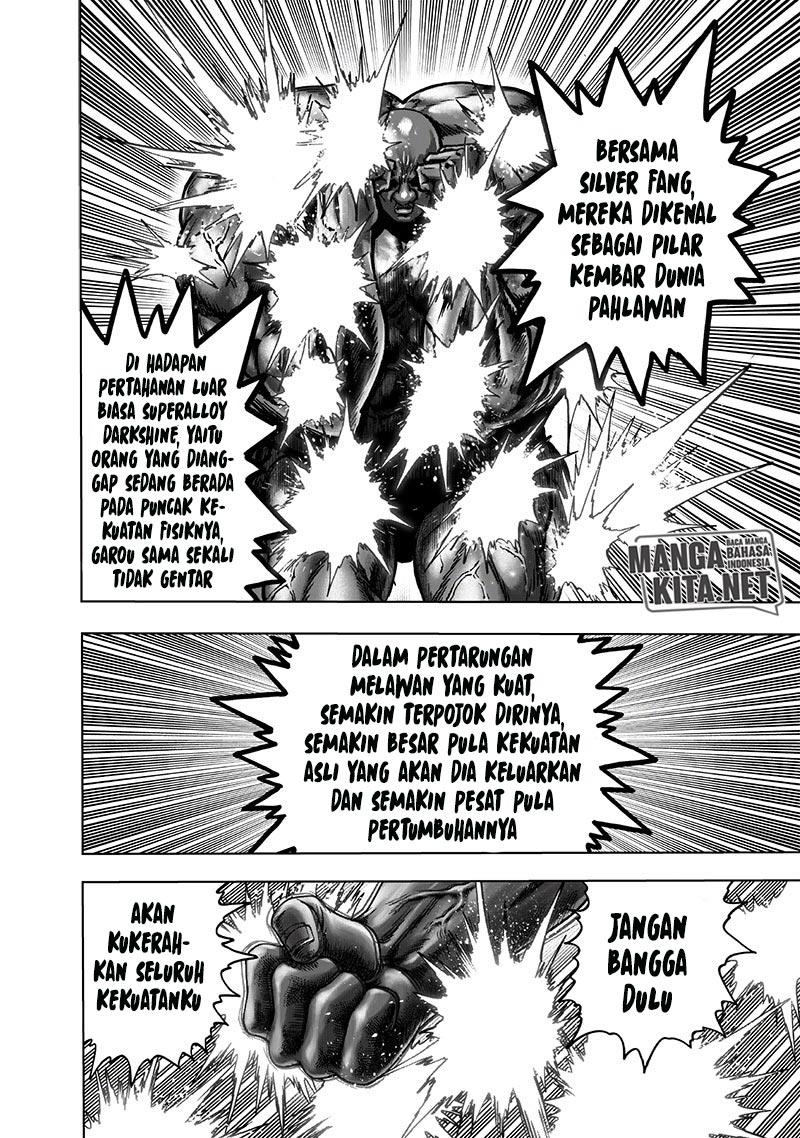 BERSAMA
SILVER FANG,
MEREKA DIKENAL
SEBAGAI PILAR
KEMBAR DUNIA
PAHLAWAN
DI HADAPAN
PERTAHANAN LUAR
BIASA SUPERALLOY
DARKSHINE, YAITU
ORANG YANG DIANG-
GAP SEDANG BERADA
PADA PUNCAK KE-
KUATAN FISIKNYA,
GAROU SAMA SEKALI
TIDAK GENTAR
MANGA
KITA.NET
BACA MANGA
BAHASA
INDONESIA
DALAM PERTARUNGAN
MELAWAN YANG KUAT,
SEMAKIN TERPOJOK DIRINYA,
SEMAKIN BESAR PULA KEKUATAN
ASLI YANG AKAN DIA KELUARKAN
DAN SEMAKIN PESAT PULA
PERTUMBUHANNYA
JANGAN
BANGGA
DULU
AKAN
KUKERAH-
KAN SELURUH
KEKUATANKU